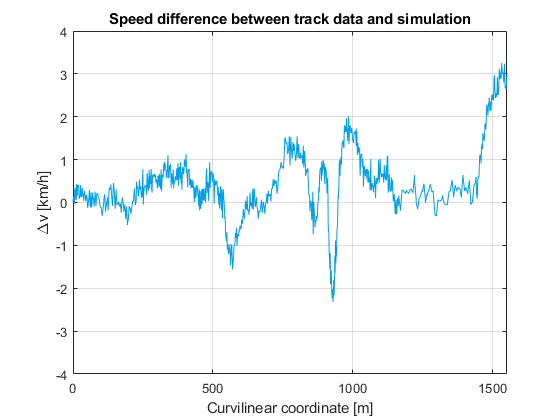 Speed difference between track data and simulation
4
3
2
1
0
-1
-2
-3
-4
Δv [km/h]
0 500 1000 1500
Curvilinear coordinate [m]